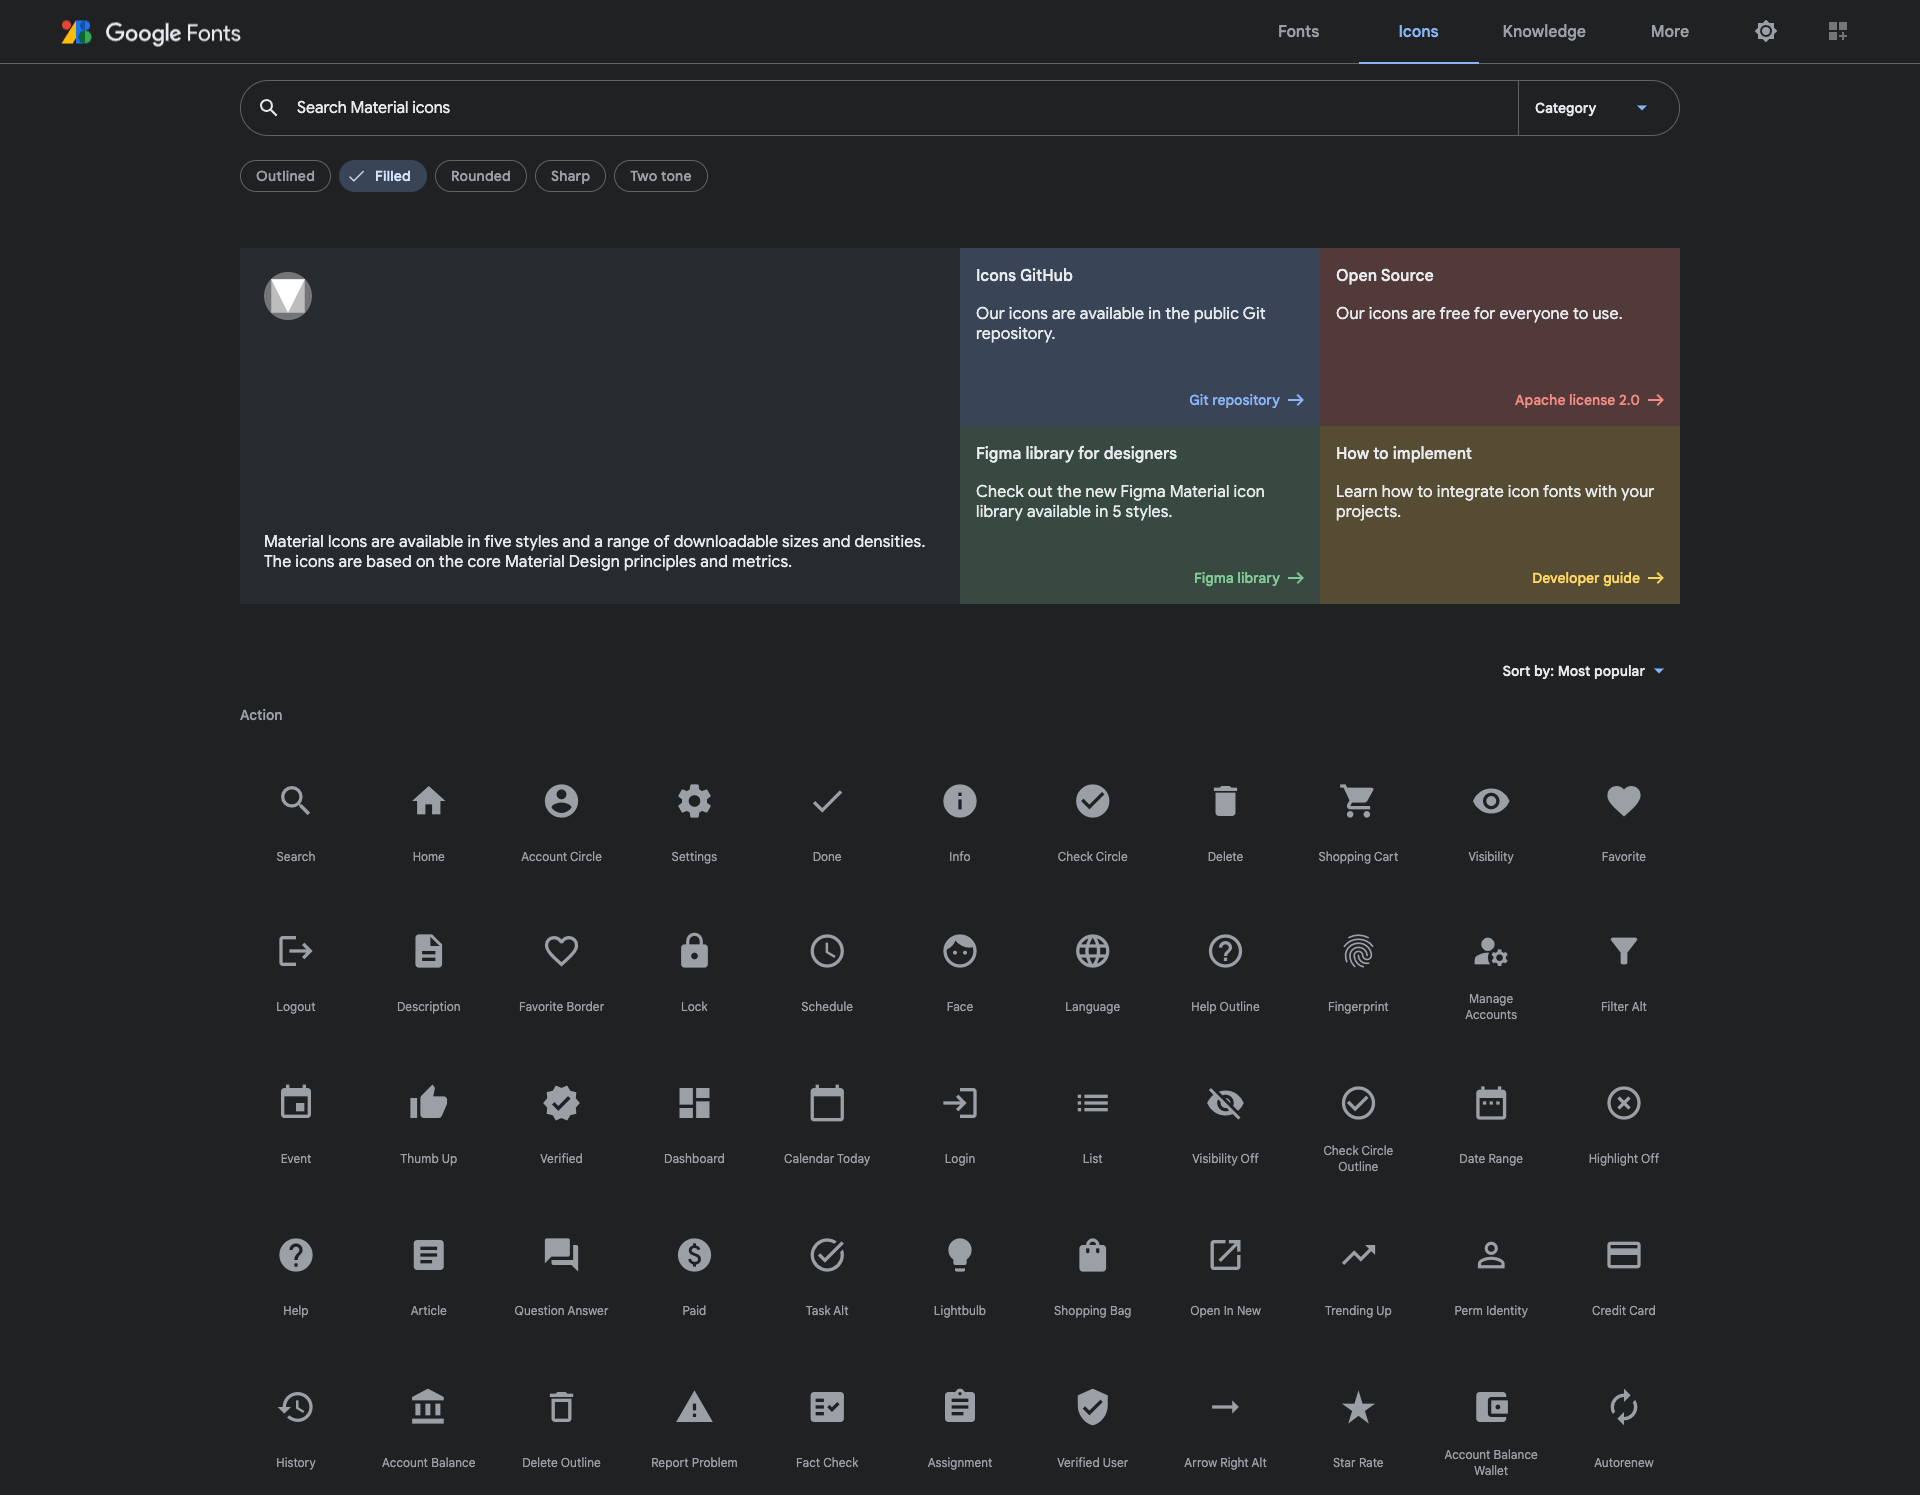 Google Fonts
Fonts
Icons
Knowledge
More
Search Material icons
Category
Outlined
Filled
Rounded
Sharp
Two tone
Material Icons are available in five styles and a range of downloadable sizes and densities.
The icons are based on the core Material Design principles and metrics.
Icons GitHub
Our icons are available in the public Git
repository.
Git repository
Open Source
Our icons are free for everyone to use.
Apache license 2.0
Figma library for designers
Check out the new Figma Material icon
library available in 5 styles.
Figma library
How to implement
Learn how to integrate icon fonts with your
projects.
Developer guide
Sort by: Most popular
Action
Search
Home
Account Circle
Settings
Done
Info
Check Circle
Delete
Shopping Cart
Visibility
Favorite
Logout
Description
Favorite Border
Lock
Schedule
Face
Language
Help Outline
Fingerprint
Manage
Accounts
Filter Alt
Event
Thumb Up
Verified
Dashboard
Calendar Today
Login
List
Visibility Off
Check Circle
Outline
Date Range
Highlight Off
Help
Article
Question Answer
Paid
Task Alt
Lightbulb
Shopping Bag
Open In New
Trending Up
Perm Identity
Credit Card
History
Account Balance
Delete Outline
Report Problem
Fact Check
Assignment
Verified User
Arrow Right Alt
Star Rate
Account Balance
Wallet
Autorenew